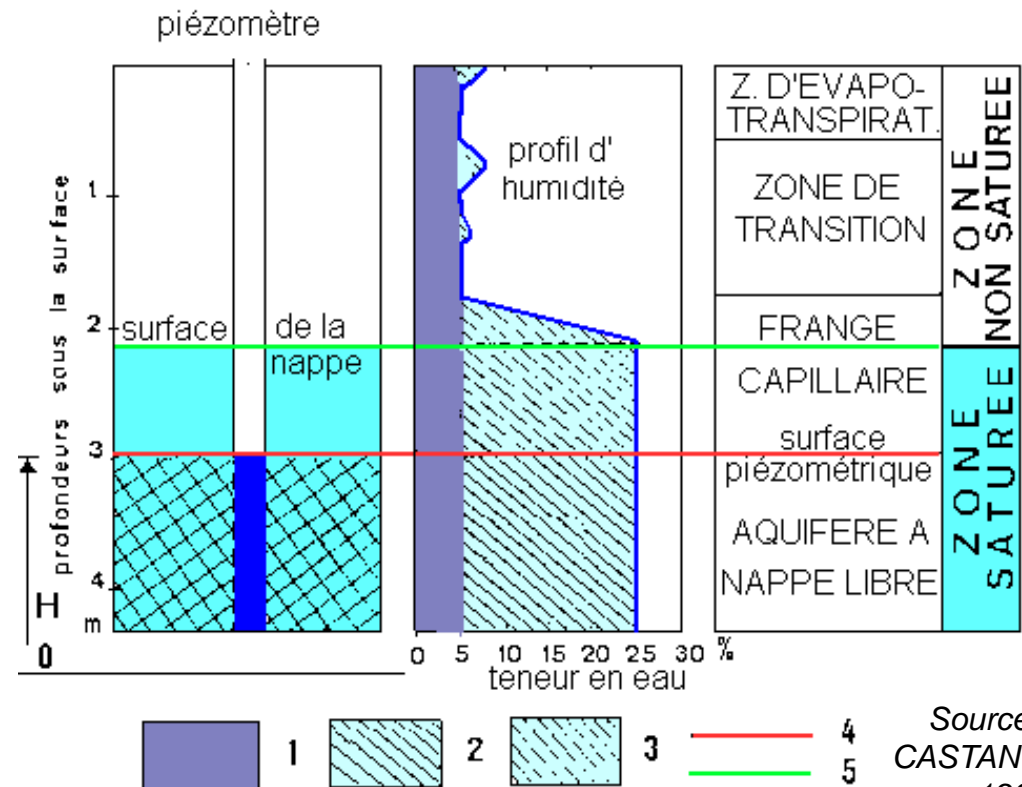 piézomètre
profondeurs sous la surface
1
2
3
4
m
H
0
surface de la
nappe
profil d'
humidité
0 5 10 15 20 25 30 %
teneur en eau
Z. D'EVAPO-
TRANSPIRAT.
ZONE DE
TRANSITION
FRANGE
CAPILLAIRE
surface
piézométrique
AQUIFERE A
NAPPE LIBRE
ZONE
NON SATUREE
ZONE
SATUREE
1 2 3 4
5
Source
CASTAN